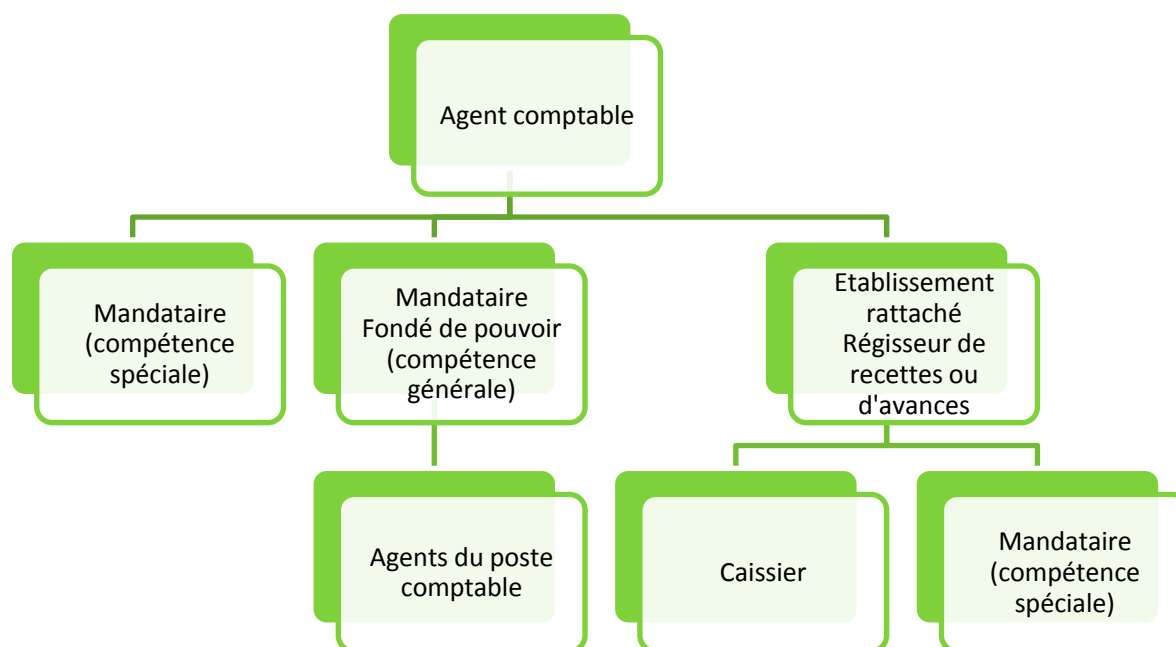 Agent comptable
Mandataire
(compétence
spéciale)
Mandataire
Fondé de pouvoir
(compétence
générale)
Etablissement
rattaché
Régisseur de
recettes ou
d'avances
Agents du poste
comptable
Caissier
Mandataire
(compétence
spéciale)